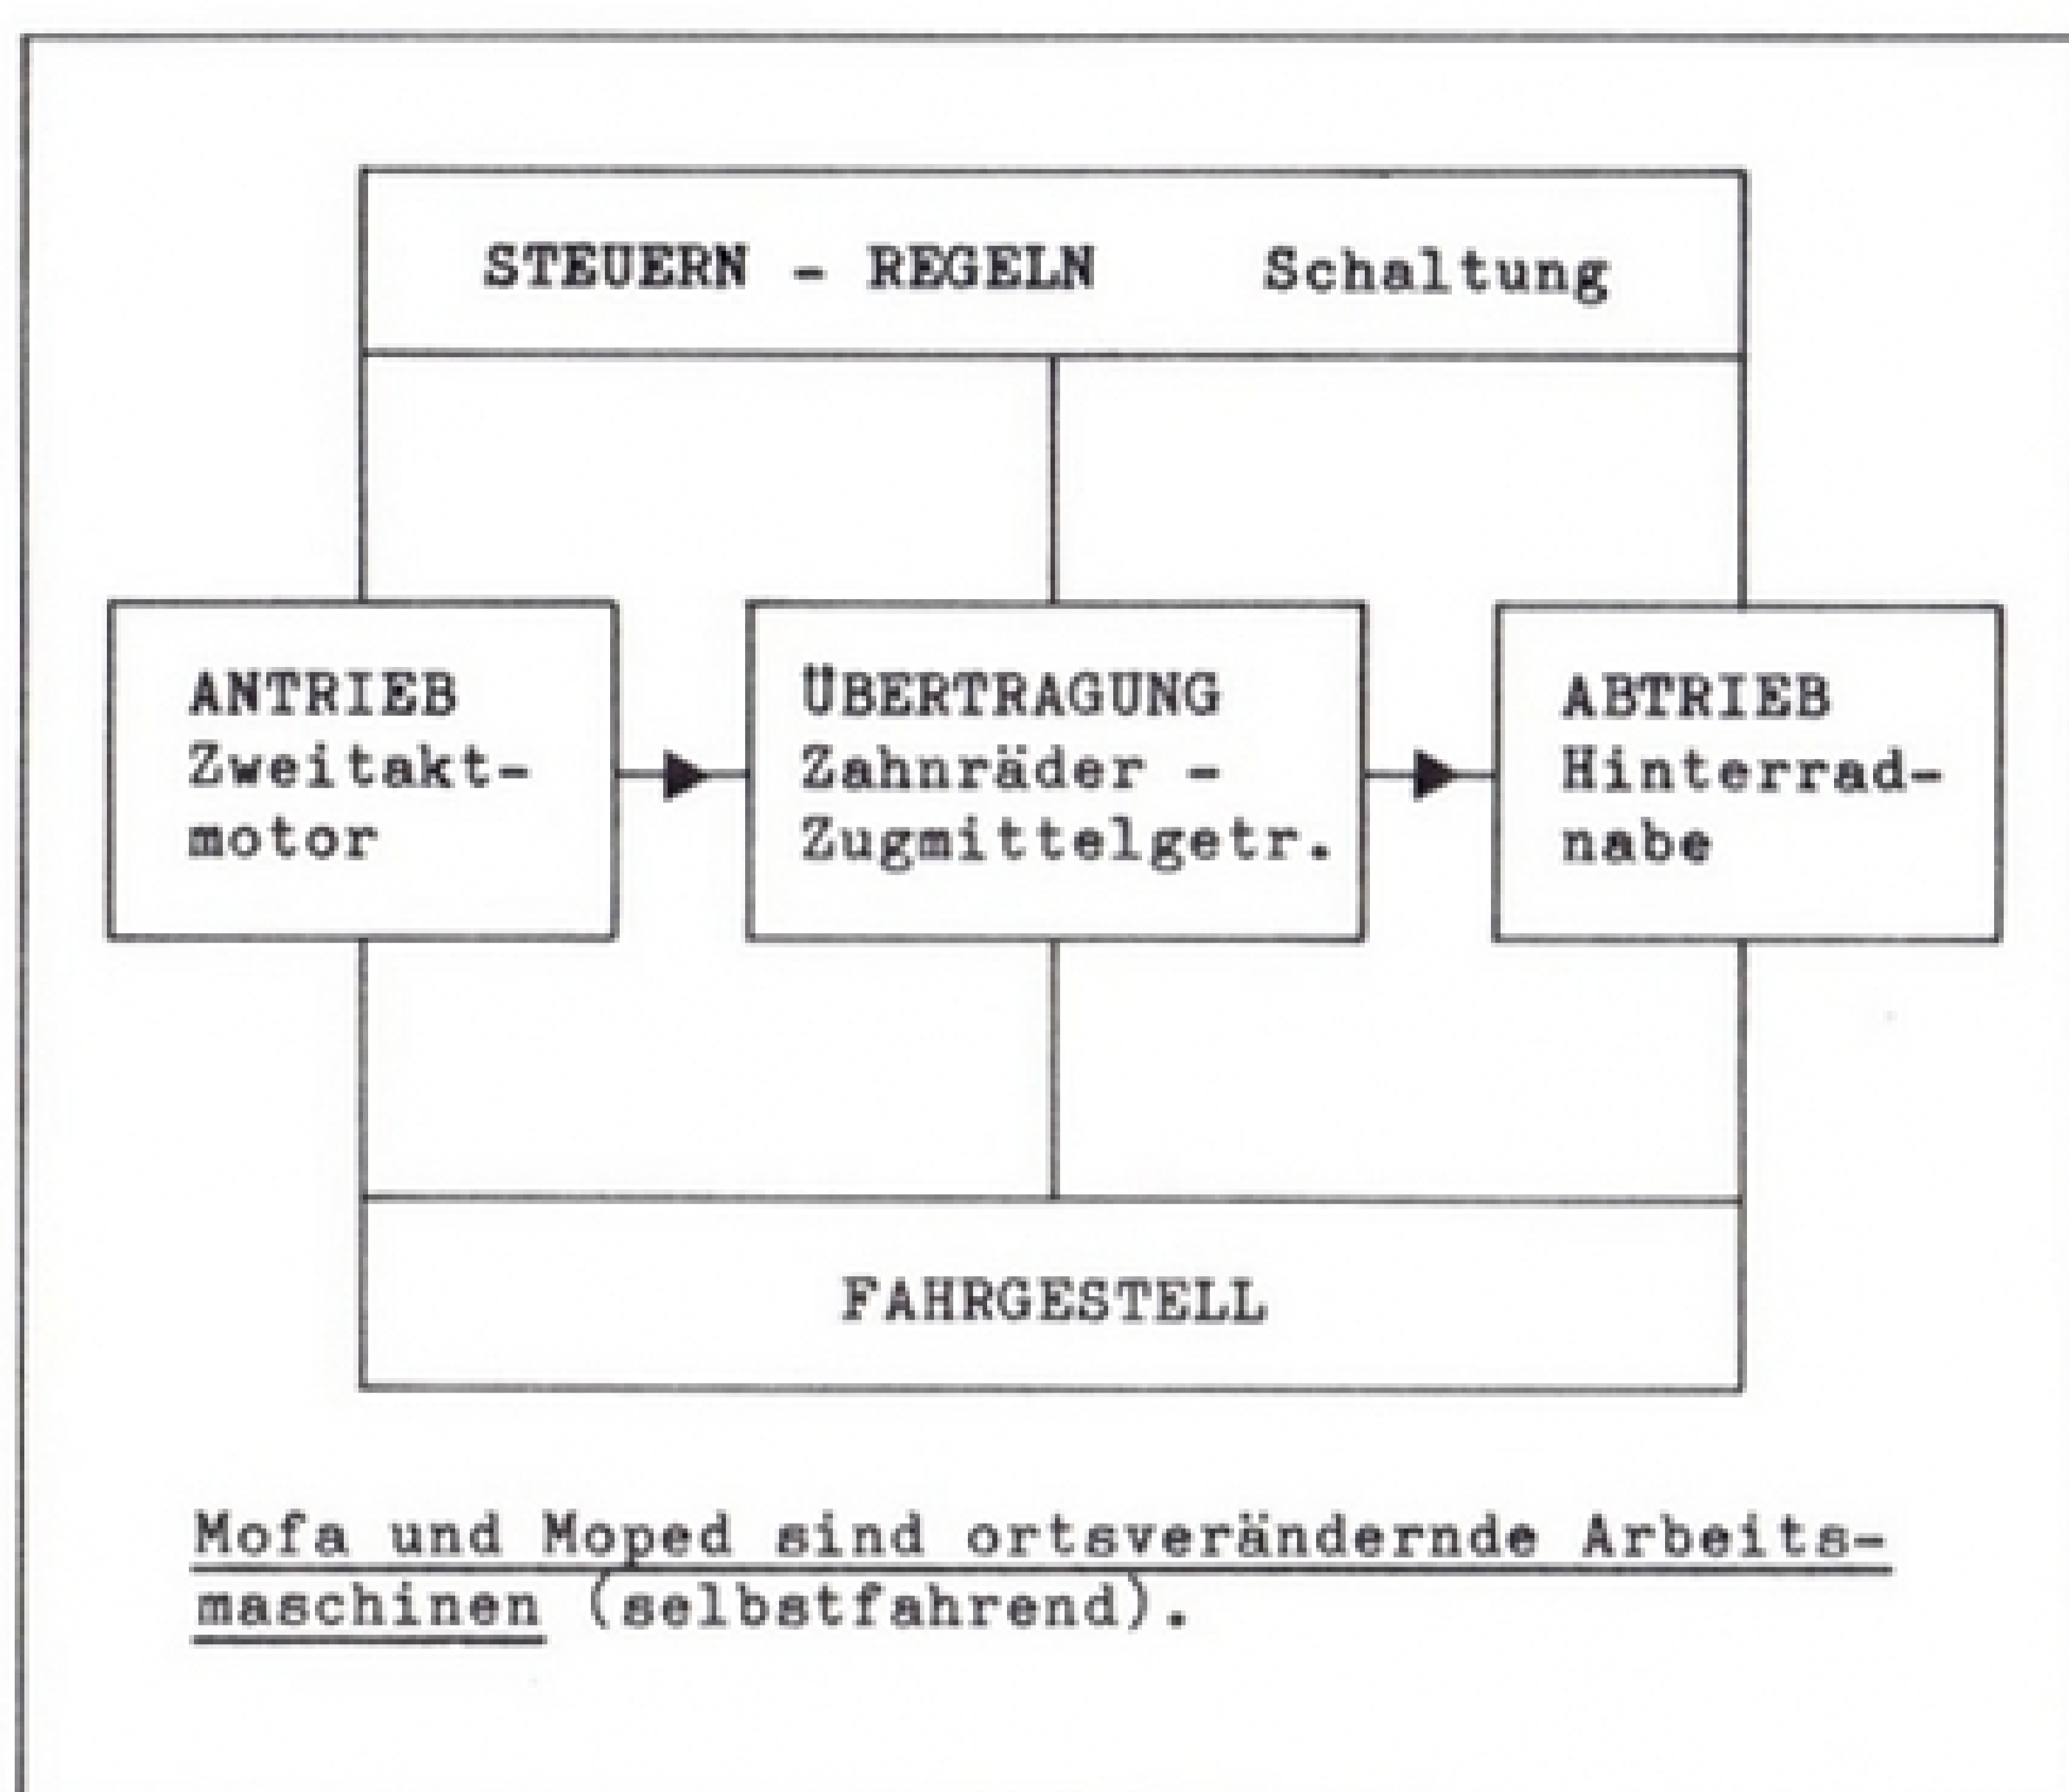 STEUERN - REGELN Schaltung
ANTRIEB
Zweitakt-
motor
ÜBERTRAGUNG
Zahnräder -
Zugmittelgetr.
ABTRIEB
Hinterrad-
nabe
FAHRGESTELL
Mofa und Moped sind ortsverändernde Arbeits-
maschinen (selbstfahrend).